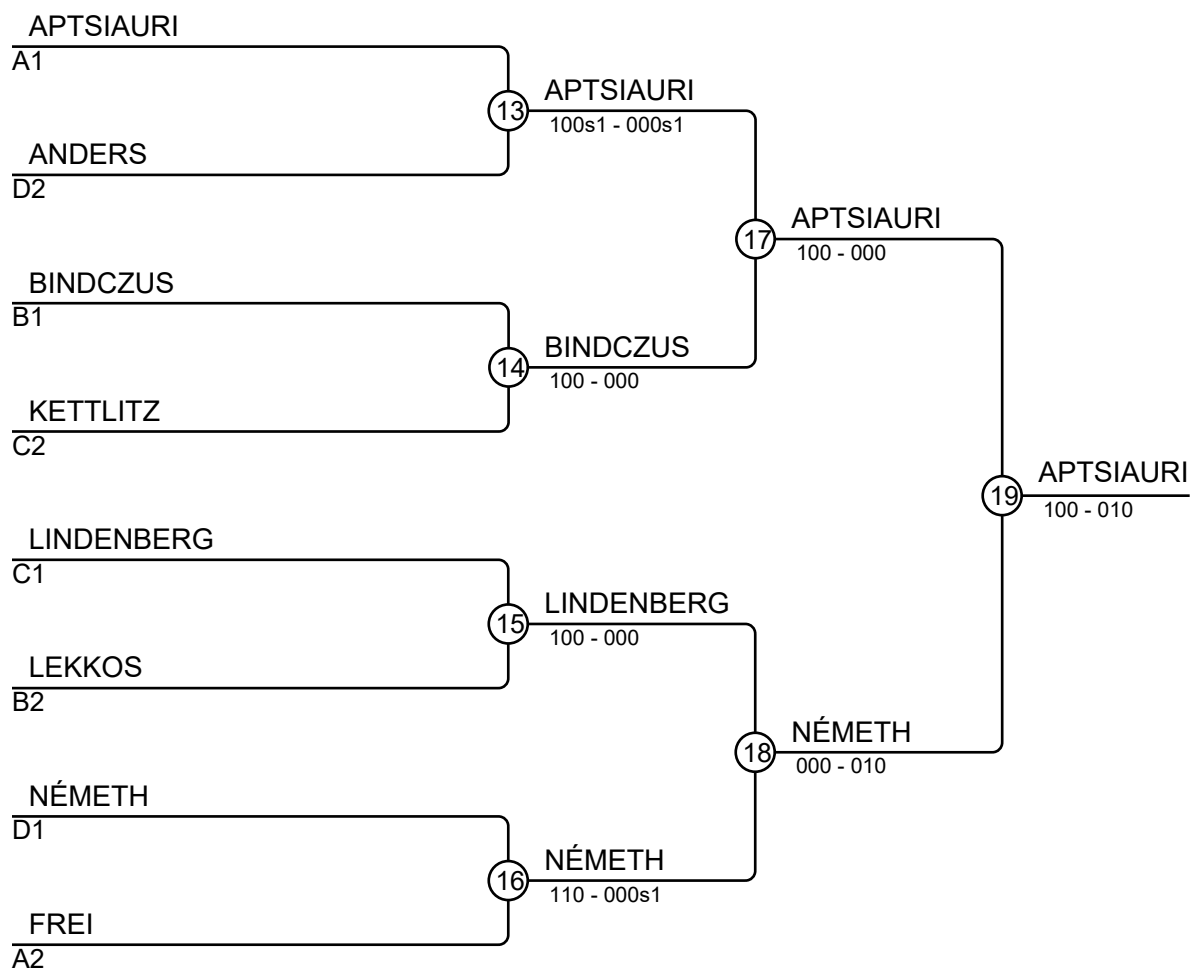 APTSIAURI
A1
13
APTSIAURI
100s1 - 000s1
ANDERS
D2
17
APTSIAURI
100 - 000
BINDCZUS
B1
14
BINDCZUS
100 - 000
KETTLITZ
C2
19
APTSIAURI
100 - 010
LINDENBERG
C1
15
LINDENBERG
100 - 000
LEKKOS
B2
18
NÉMETH
000 - 010
NÉMETH
D1
16
NÉMETH
110 - 000s1
FREI
A2